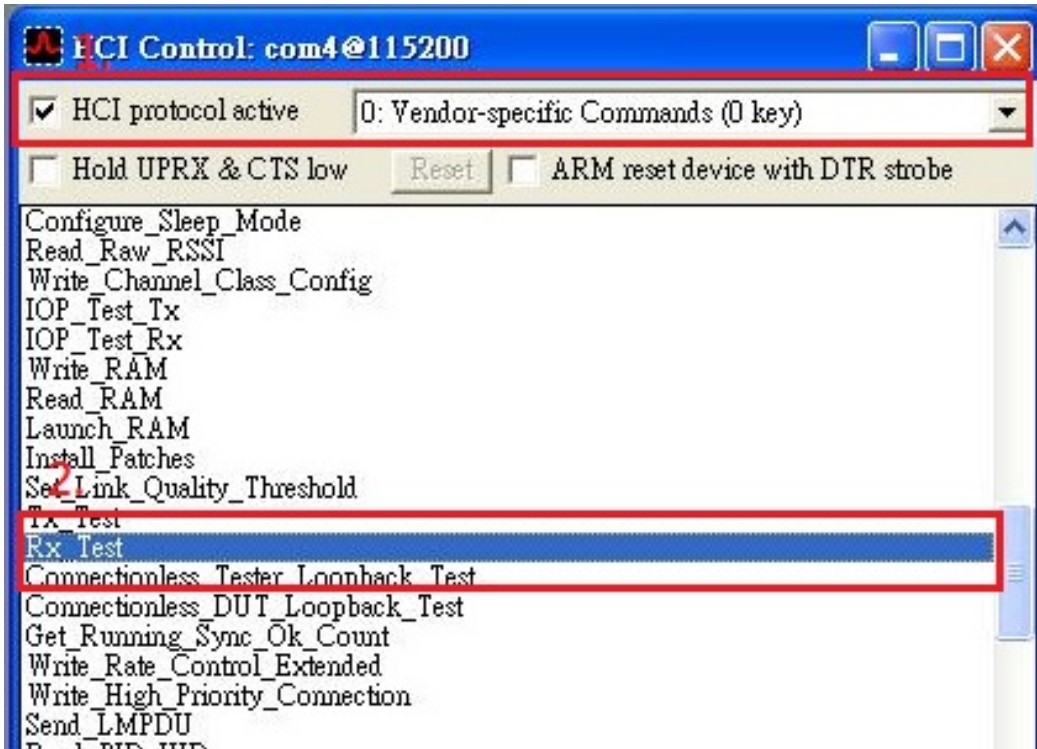 HCI Control: com4@115200
1.
HCI protocol active 0: Vendor-specific Commands (0 key)
Hold UPRX & CTS low Reset ARM reset device with DTR strobe
Configure_Sleep_Mode
Read_Raw_RSSI
Write_Channel_Class_Config
IOP_Test_Tx
IOP_Test_Rx
Write_RAM
Read_RAM
Launch_RAM
Install_Patches
Set_Link_Quality_Threshold
2.
Tx_Test
Rx_Test
Connectionless_Tester_Loopback_Test
Connectionless_DUT_Loopback_Test
Get_Running_Sync_Ok_Count
Write_Rate_Control_Extended
Write_High_Priority_Connection
Send_LMPDU